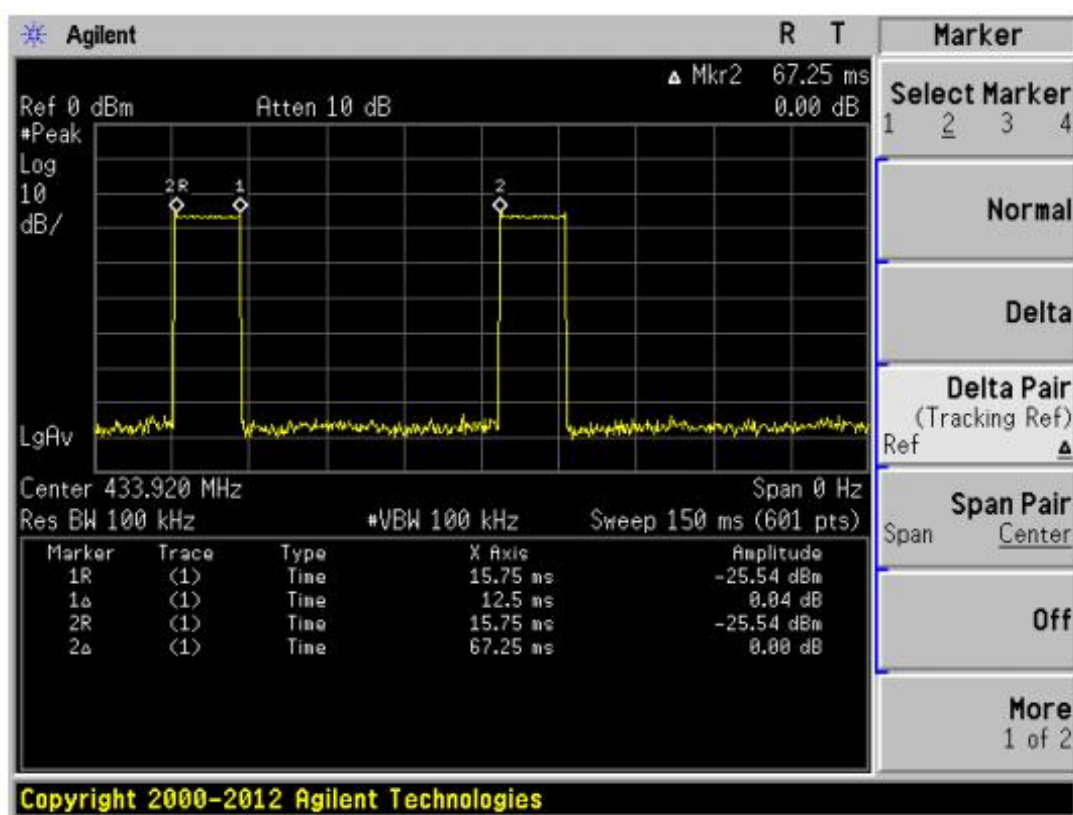 Agilent R T
Δ Mkr2 67.25 ms
Ref 0 dBm Atten 10 dB 0.00 dB
#Peak
Log
10
dB/
2R 1 2
LgAv
Center 433.920 MHz Span 0 Hz
Res BW 100 kHz #VBW 100 kHz Sweep 150 ms (601 pts)
Marker Trace Type X Axis Amplitude
1R (1) Time 15.75 ms -25.54 dBm
1Δ (1) Time 12.5 ms 0.04 dB
2R (1) Time 15.75 ms -25.54 dBm
2Δ (1) Time 67.25 ms 0.00 dB
Marker
Select Marker
1 2 3 4
Normal
Delta
Delta Pair
(Tracking Ref)
Ref Δ
Span Pair
Span Center
Off
More
1 of 2
Copyright 2000-2012 Agilent Technologies